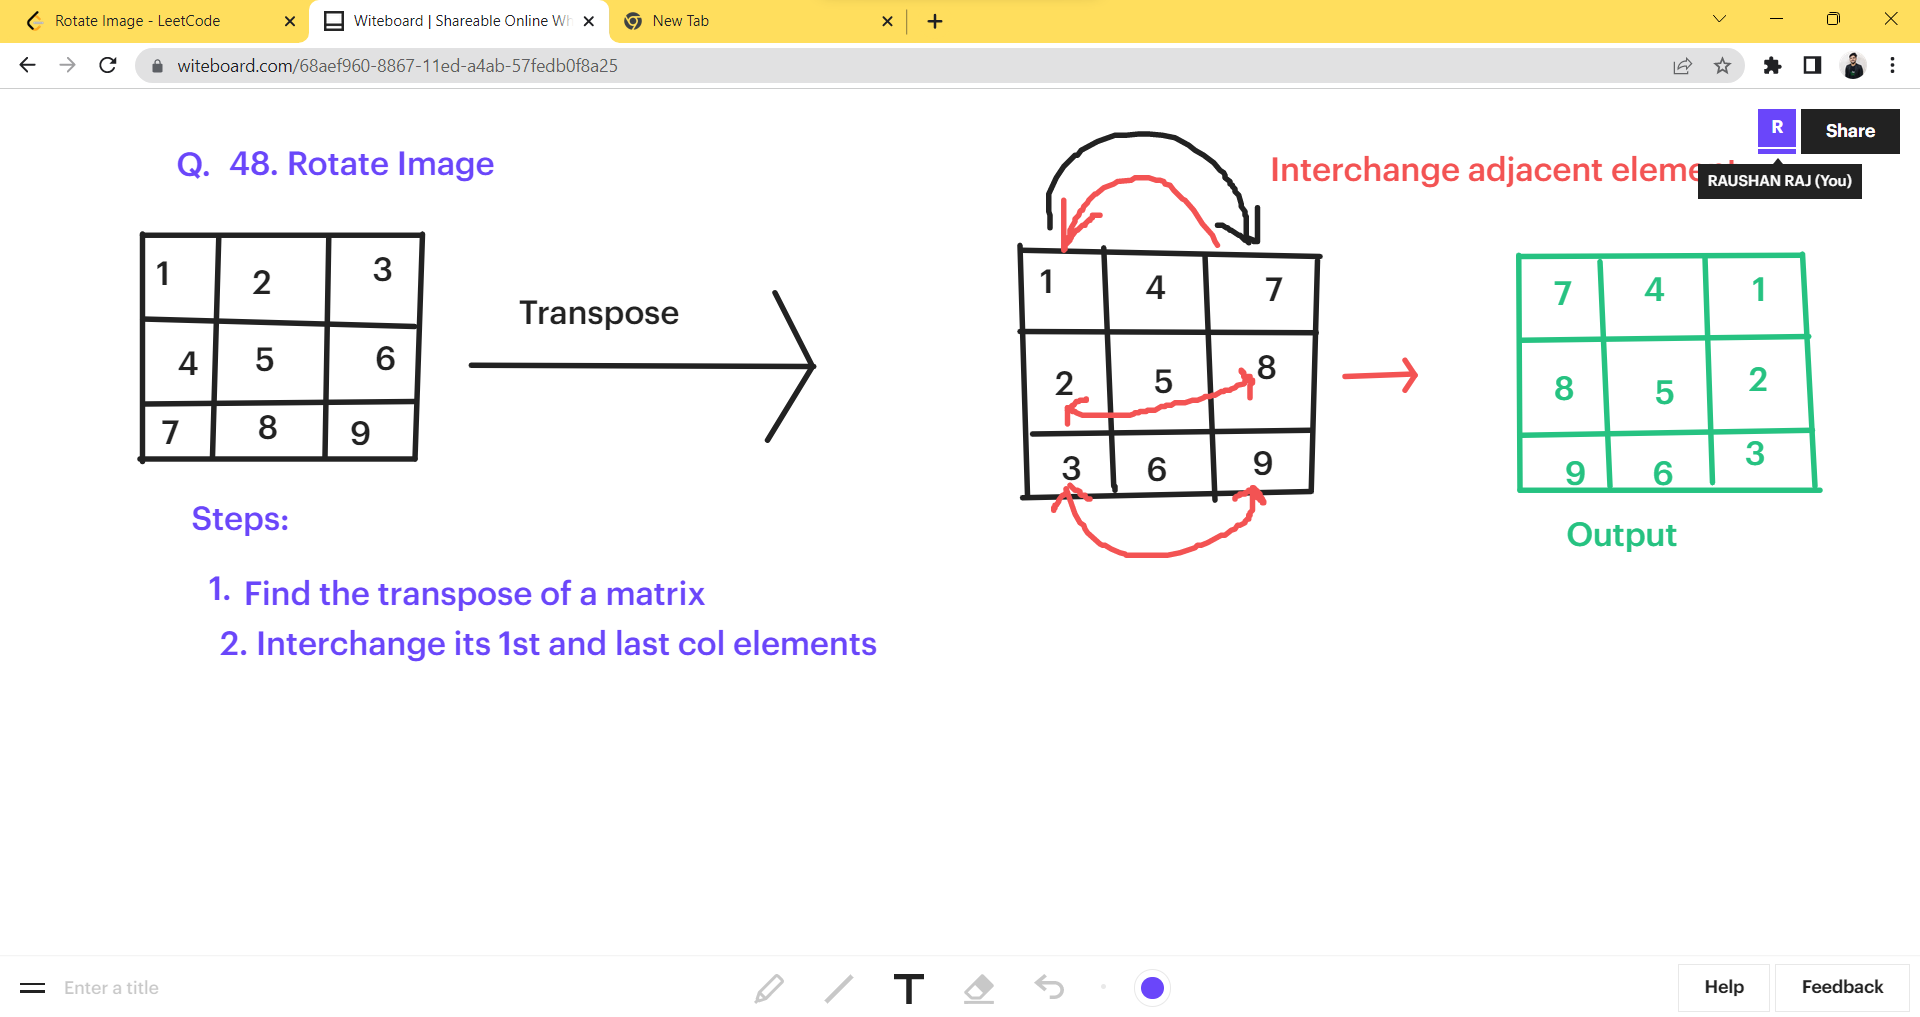 Rotate Image - LeetCode
Witeboard | Shareable Online Wh
New Tab
witeboard.com/68aef960-8867-11ed-a4ab-57fedb0f8a25
R
Share
RAUSHAN RAJ (You)
Q. 48. Rotate Image
Interchange adjacent element
1 2 3
4 5 6
7 8 9
Transpose
1 4 7
2 5 8
3 6 9
7 4 1
8 5 2
9 6 3
Output
Steps:
1. Find the transpose of a matrix
2. Interchange its 1st and last col elements
Enter a title
T
Help
Feedback